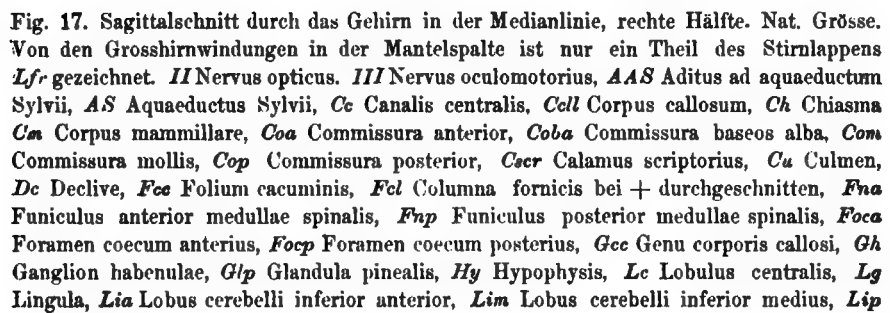 Fig. 17. Sagittalschnitt durch das Gehirn in der Medianlinie, rechte Hälfte. Nat. Grösse.
Von den Grosshirnwindungen in der Mantelspalte ist nur ein Theil des Stirnlappens
Lfr gezeichnet. II Nervus opticus. III Nervus oculomotorius, AAS Aditus ad aquaeductum
Sylvii, AS Aquaeductus Sylvii, Cc Canalis centralis, Ccll Corpus callosum, Ch Chiasma
Cm Corpus mammillare, Coa Commissura anterior, Coba Commissura baseos alba, Com
Commissura mollis, Cop Commissura posterior, Cscr Calamus scriptorius, Cu Culmen,
Dc Declive, Fcc Folium cacuminis, Fcl Columna fornicis bei + durchgeschnitten, Fna
Funiculus anterior medullae spinalis, Fnp Funiculus posterior medullae spinalis, Foca
Foramen coecum anterius, Focp Foramen coecum posterius, Gcc Genu corporis callosi, Gh
Ganglion habenulae, Glp Glandula pinealis, Hy Hypophysis, Lc Lobulus centralis, Lg
Lingula, Lia Lobus cerebelli inferior anterior, Lim Lobus cerebelli inferior medius, Lip